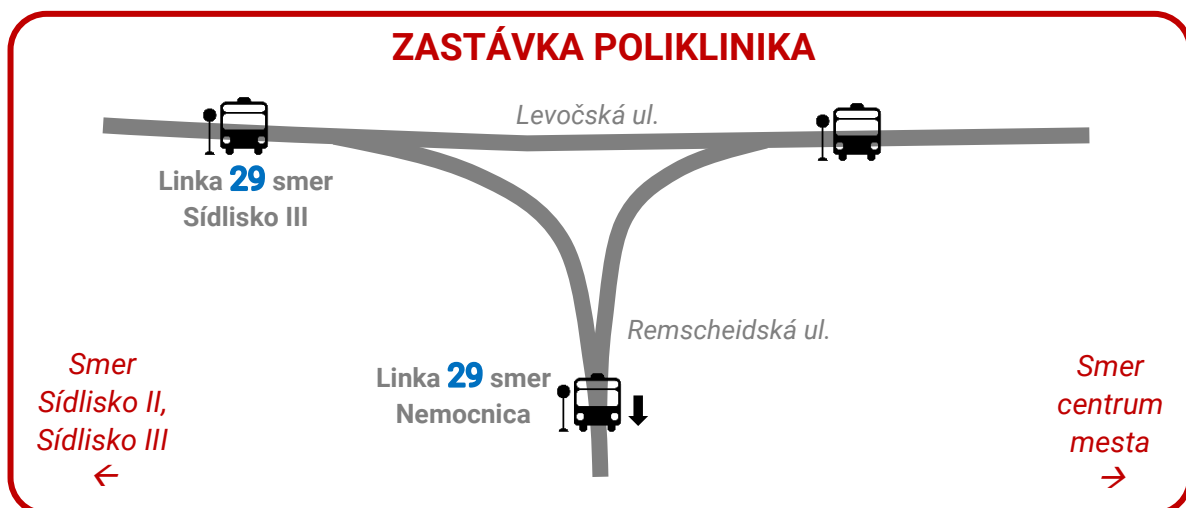 ZASTÁVKA POLIKLINIKA
Levočská ul.
Linka 29 smer
Sídlisko III
Remscheidská ul.
Linka 29 smer
Nemocnica
Smer
Sídlisko II,
Sídlisko III
←
Smer
centrum
mesta
→